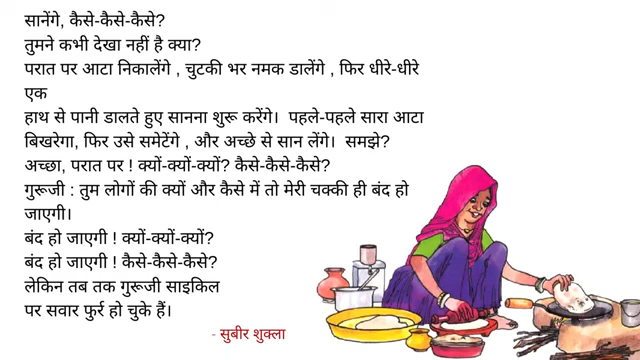 सानेंगे, कैसे-कैसे-कैसे?
तुमने कभी देखा नहीं है क्या?
परात पर आटा निकालेंगे , चुटकी भर नमक डालेंगे , फिर धीरे-धीरे
एक
हाथ से पानी डालते हुए सानना शुरू करेंगे। पहले-पहले सारा आटा
बिखरेगा, फिर उसे समेटेंगे , और अच्छे से सान लेंगे। समझे?
अच्छा, परात पर ! क्यों-क्यों-क्यों? कैसे-कैसे-कैसे?
गुरूजी : तुम लोगों की क्यों और कैसे में तो मेरी चक्की ही बंद हो
जाएगी।
बंद हो जाएगी ! क्यों-क्यों-क्यों?
बंद हो जाएगी ! कैसे-कैसे-कैसे?
लेकिन तब तक गुरूजी साइकिल
पर सवार फुर्र हो चुके हैं।
- सुबीर शुक्ला